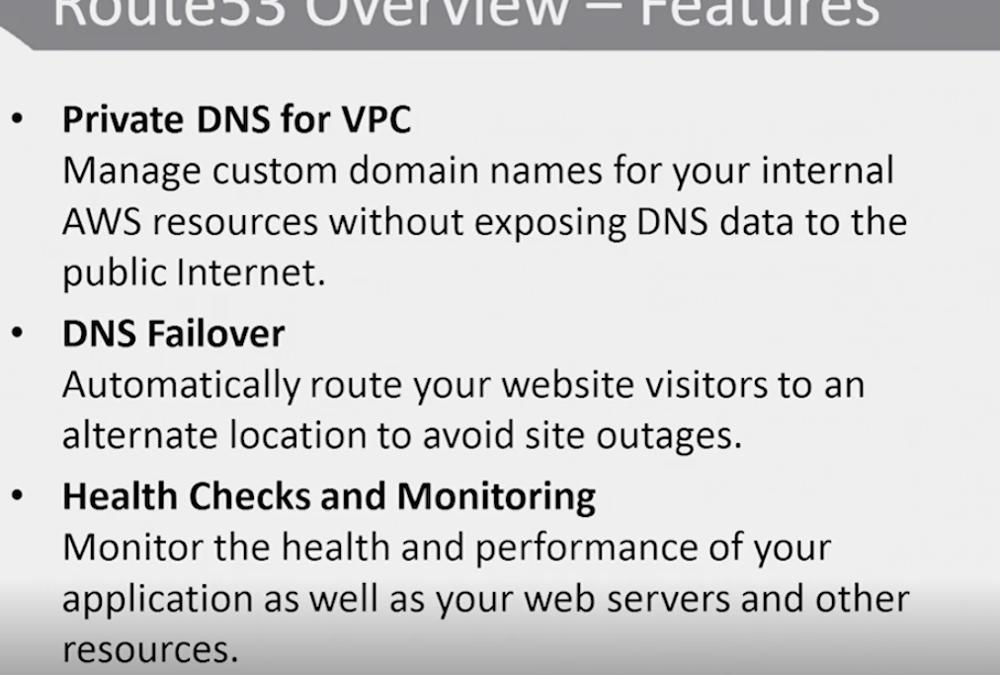 Route53 Overview – Features
• Private DNS for VPC
Manage custom domain names for your internal
AWS resources without exposing DNS data to the
public Internet.
• DNS Failover
Automatically route your website visitors to an
alternate location to avoid site outages.
• Health Checks and Monitoring
Monitor the health and performance of your
application as well as your web servers and other
resources.